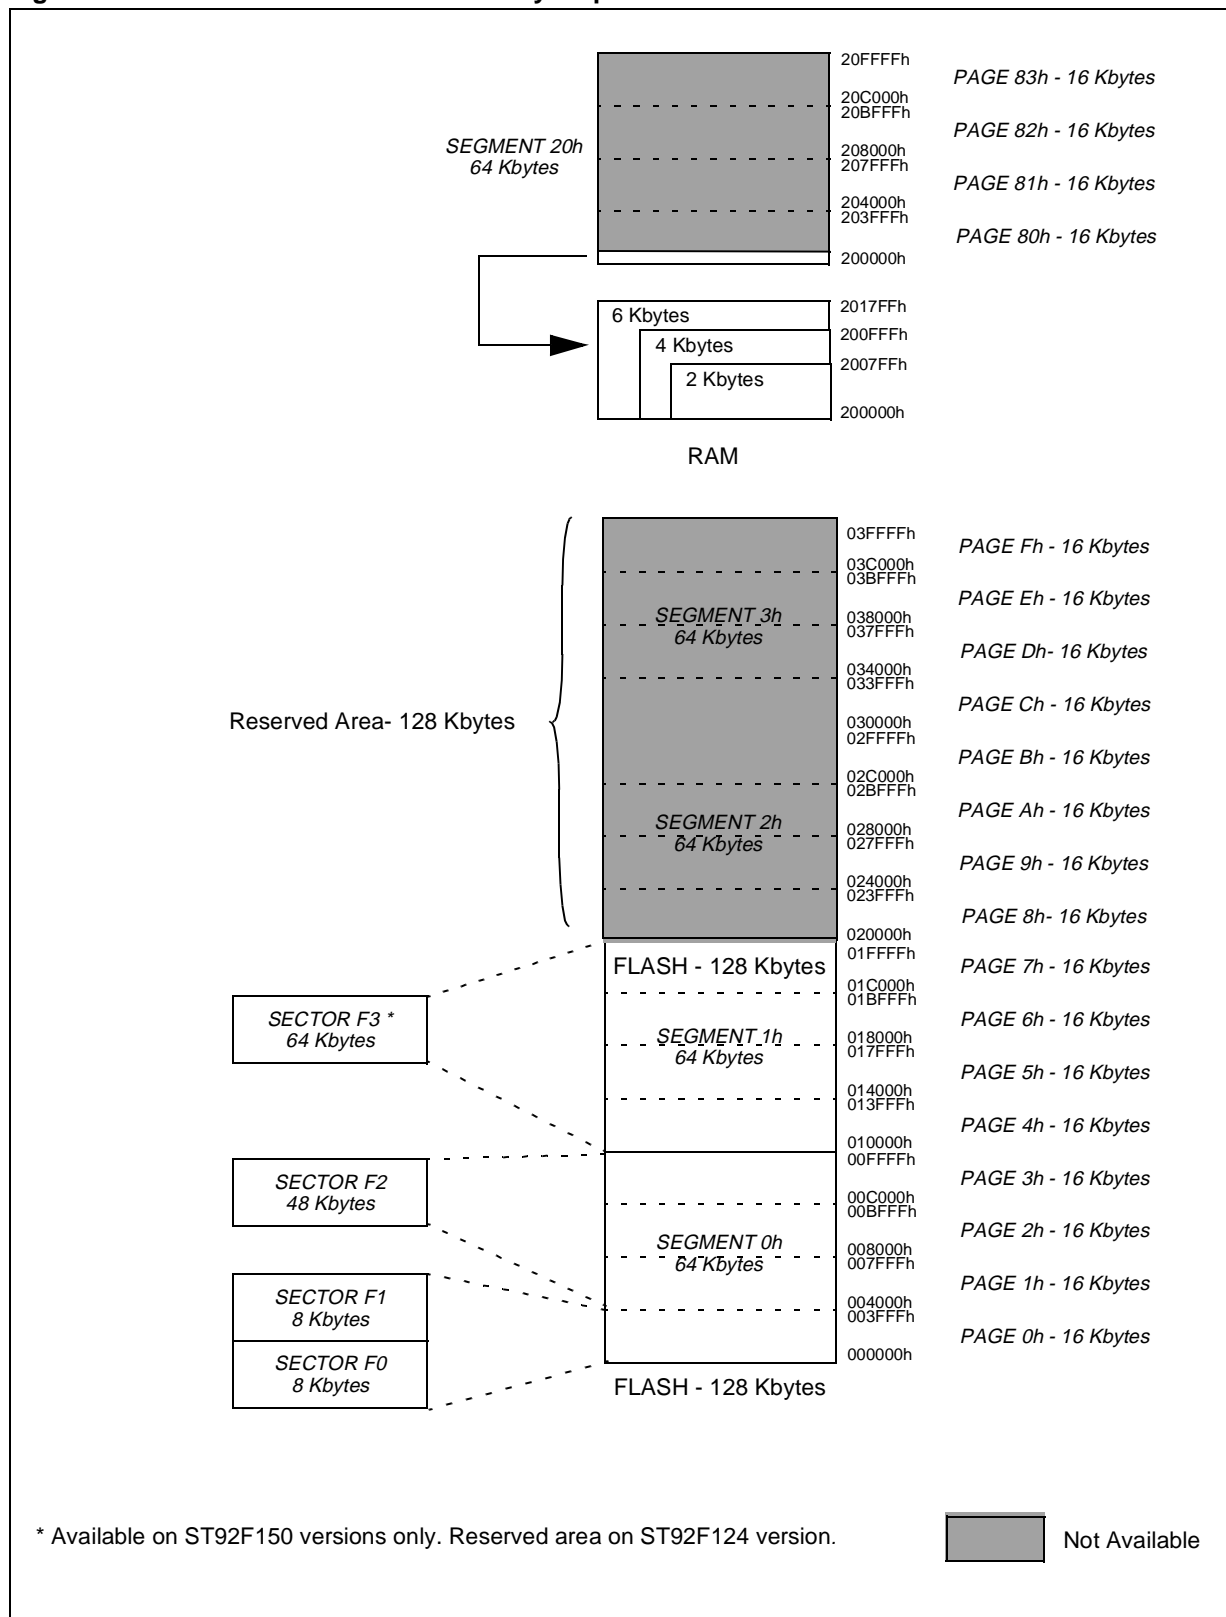 20FFFFh
PAGE 83h - 16 Kbytes
20C000h
20BFFFh
PAGE 82h - 16 Kbytes
SEGMENT 20h
64 Kbytes
208000h
207FFFh
PAGE 81h - 16 Kbytes
204000h
203FFFh
PAGE 80h - 16 Kbytes
200000h
6 Kbytes
2017FFh
4 Kbytes
200FFFh
2 Kbytes
2007FFh
200000h
RAM
03FFFFh
PAGE Fh - 16 Kbytes
03C000h
03BFFFh
PAGE Eh - 16 Kbytes
SEGMENT 3h
64 Kbytes
038000h
037FFFh
PAGE Dh- 16 Kbytes
034000h
033FFFh
PAGE Ch - 16 Kbytes
Reserved Area- 128 Kbytes
030000h
02FFFFh
PAGE Bh - 16 Kbytes
02C000h
02BFFFh
PAGE Ah - 16 Kbytes
SEGMENT 2h
64 Kbytes
028000h
027FFFh
PAGE 9h - 16 Kbytes
024000h
023FFFh
PAGE 8h- 16 Kbytes
020000h
01FFFFh
FLASH - 128 Kbytes
PAGE 7h - 16 Kbytes
01C000h
01BFFFh
SECTOR F3 *
64 Kbytes
PAGE 6h - 16 Kbytes
SEGMENT 1h
64 Kbytes
018000h
017FFFh
PAGE 5h - 16 Kbytes
014000h
013FFFh
PAGE 4h - 16 Kbytes
010000h
00FFFFh
SECTOR F2
48 Kbytes
PAGE 3h - 16 Kbytes
00C000h
00BFFFh
PAGE 2h - 16 Kbytes
SEGMENT 0h
64 Kbytes
008000h
007FFFh
PAGE 1h - 16 Kbytes
SECTOR F1
8 Kbytes
004000h
003FFFh
PAGE 0h - 16 Kbytes
SECTOR F0
8 Kbytes
000000h
FLASH - 128 Kbytes
* Available on ST92F150 versions only. Reserved area on ST92F124 version.
Not Available